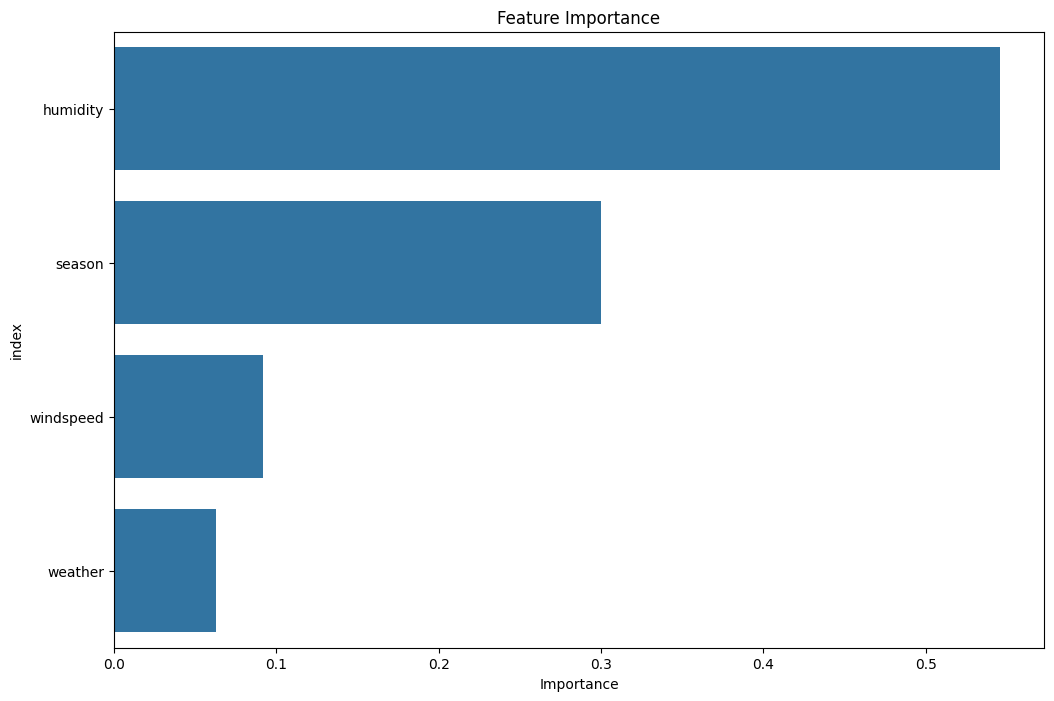 Feature Importance
humidity
season
windspeed
weather
index
0.0 0.1 0.2 0.3 0.4 0.5
Importance